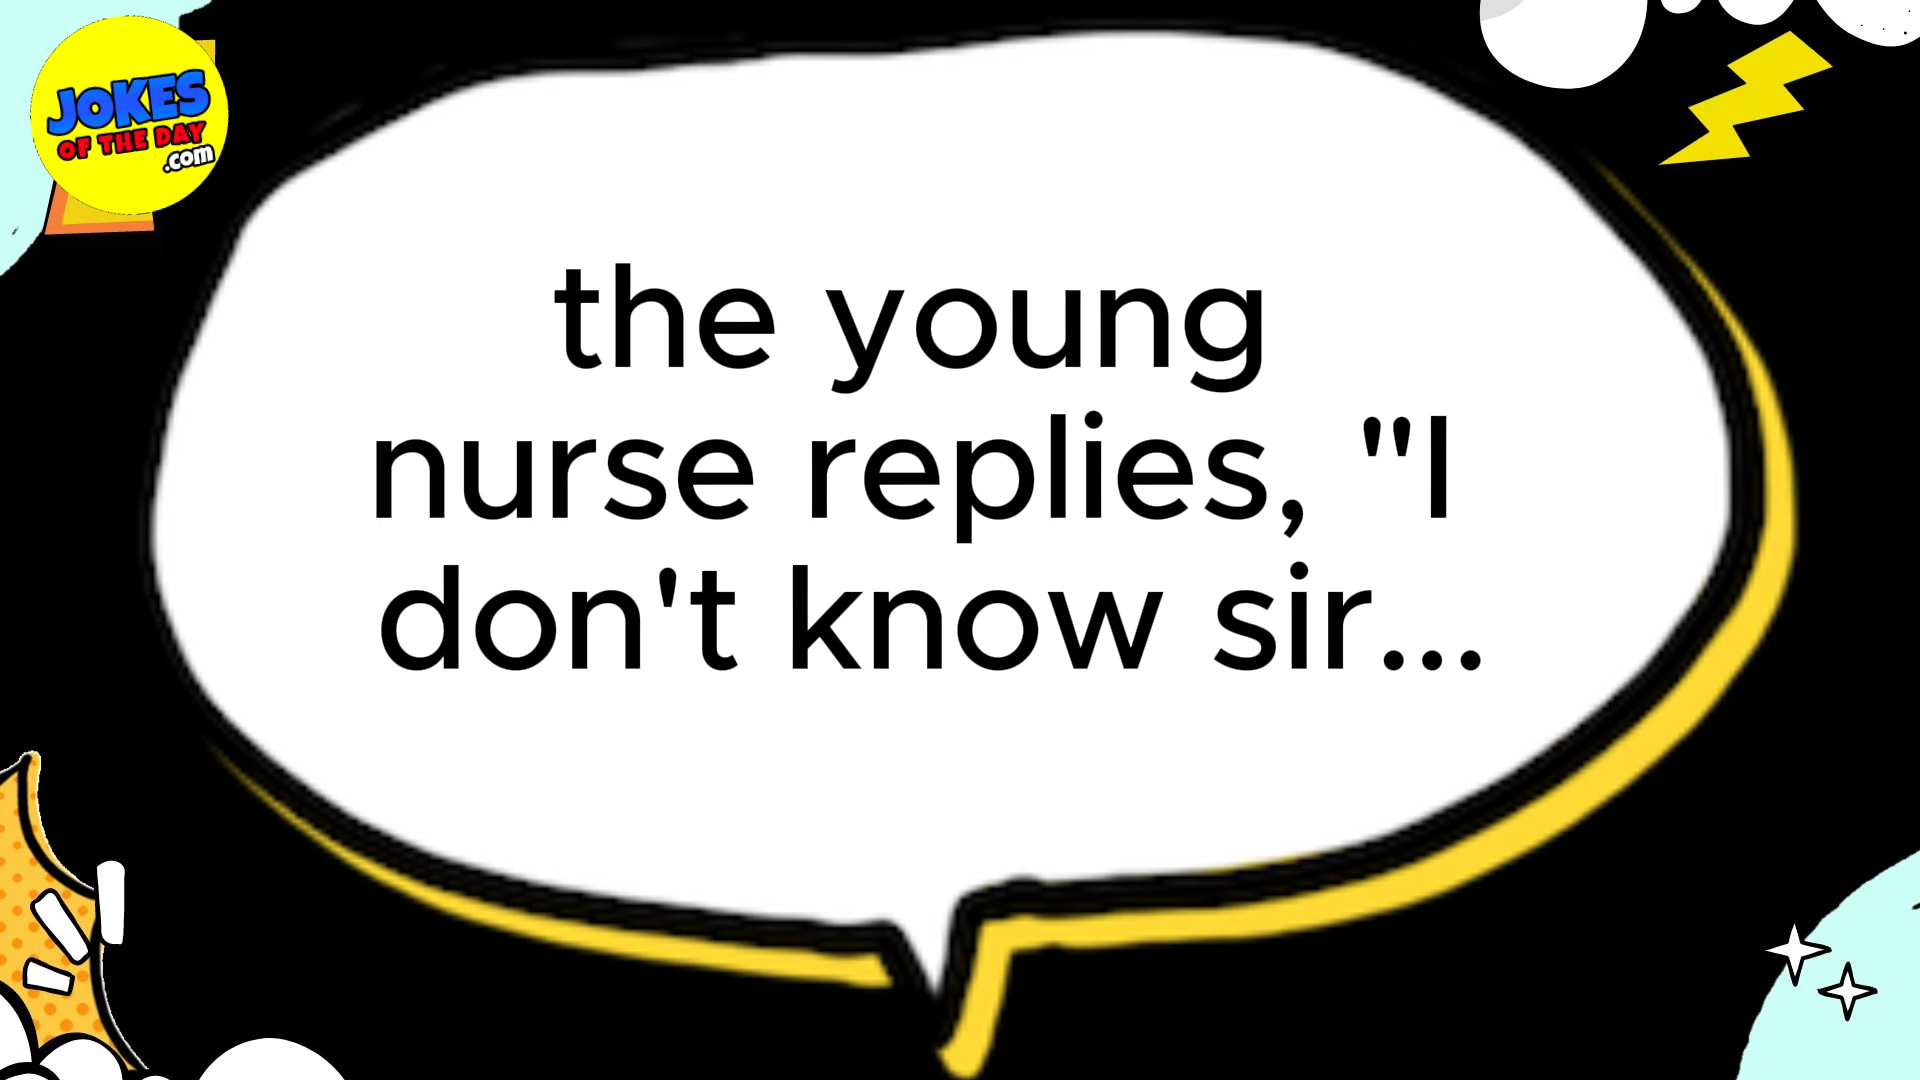 JOKES
OF THE DAY
.com
the young
nurse replies, "I
don't know sir...